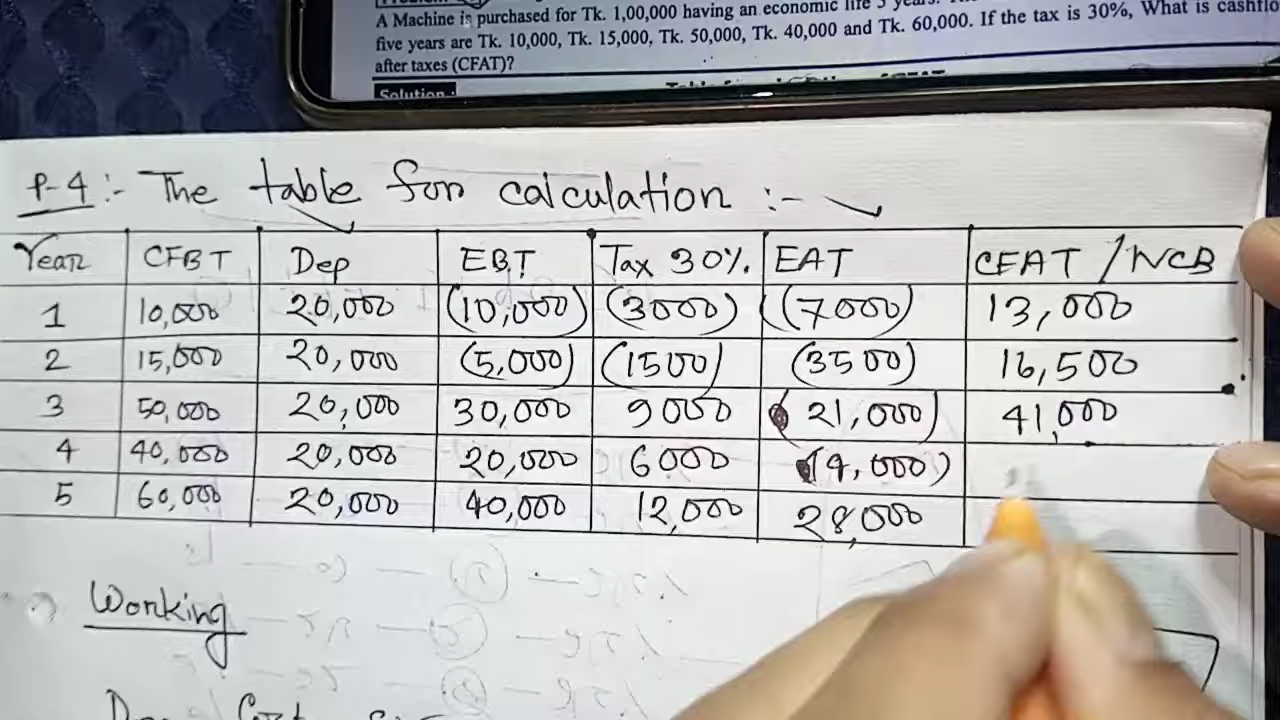 A Machine is purchased for Tk. 1,00,000 having an economic life 5 years.
five years are Tk. 10,000, Tk. 15,000, Tk. 50,000, Tk. 40,000 and Tk. 60,000. If the tax is 30%, What is cashflo
after taxes (CFAT)?
Solution :
P-4:- The table for calculation :-
Year CFBT Dep EBT Tax 30%. EAT CFAT / NCB
1 10,000 20,000 (10,000) (3000) (7000) 13,000
2 15,000 20,000 (5,000) (1500) (3500) 16,500
3 50,000 20,000 30,000 9000 (21,000) 41,000
4 40,000 20,000 20,000 6000 (14,000)
5 60,000 20,000 40,000 12,000 28,000
Working